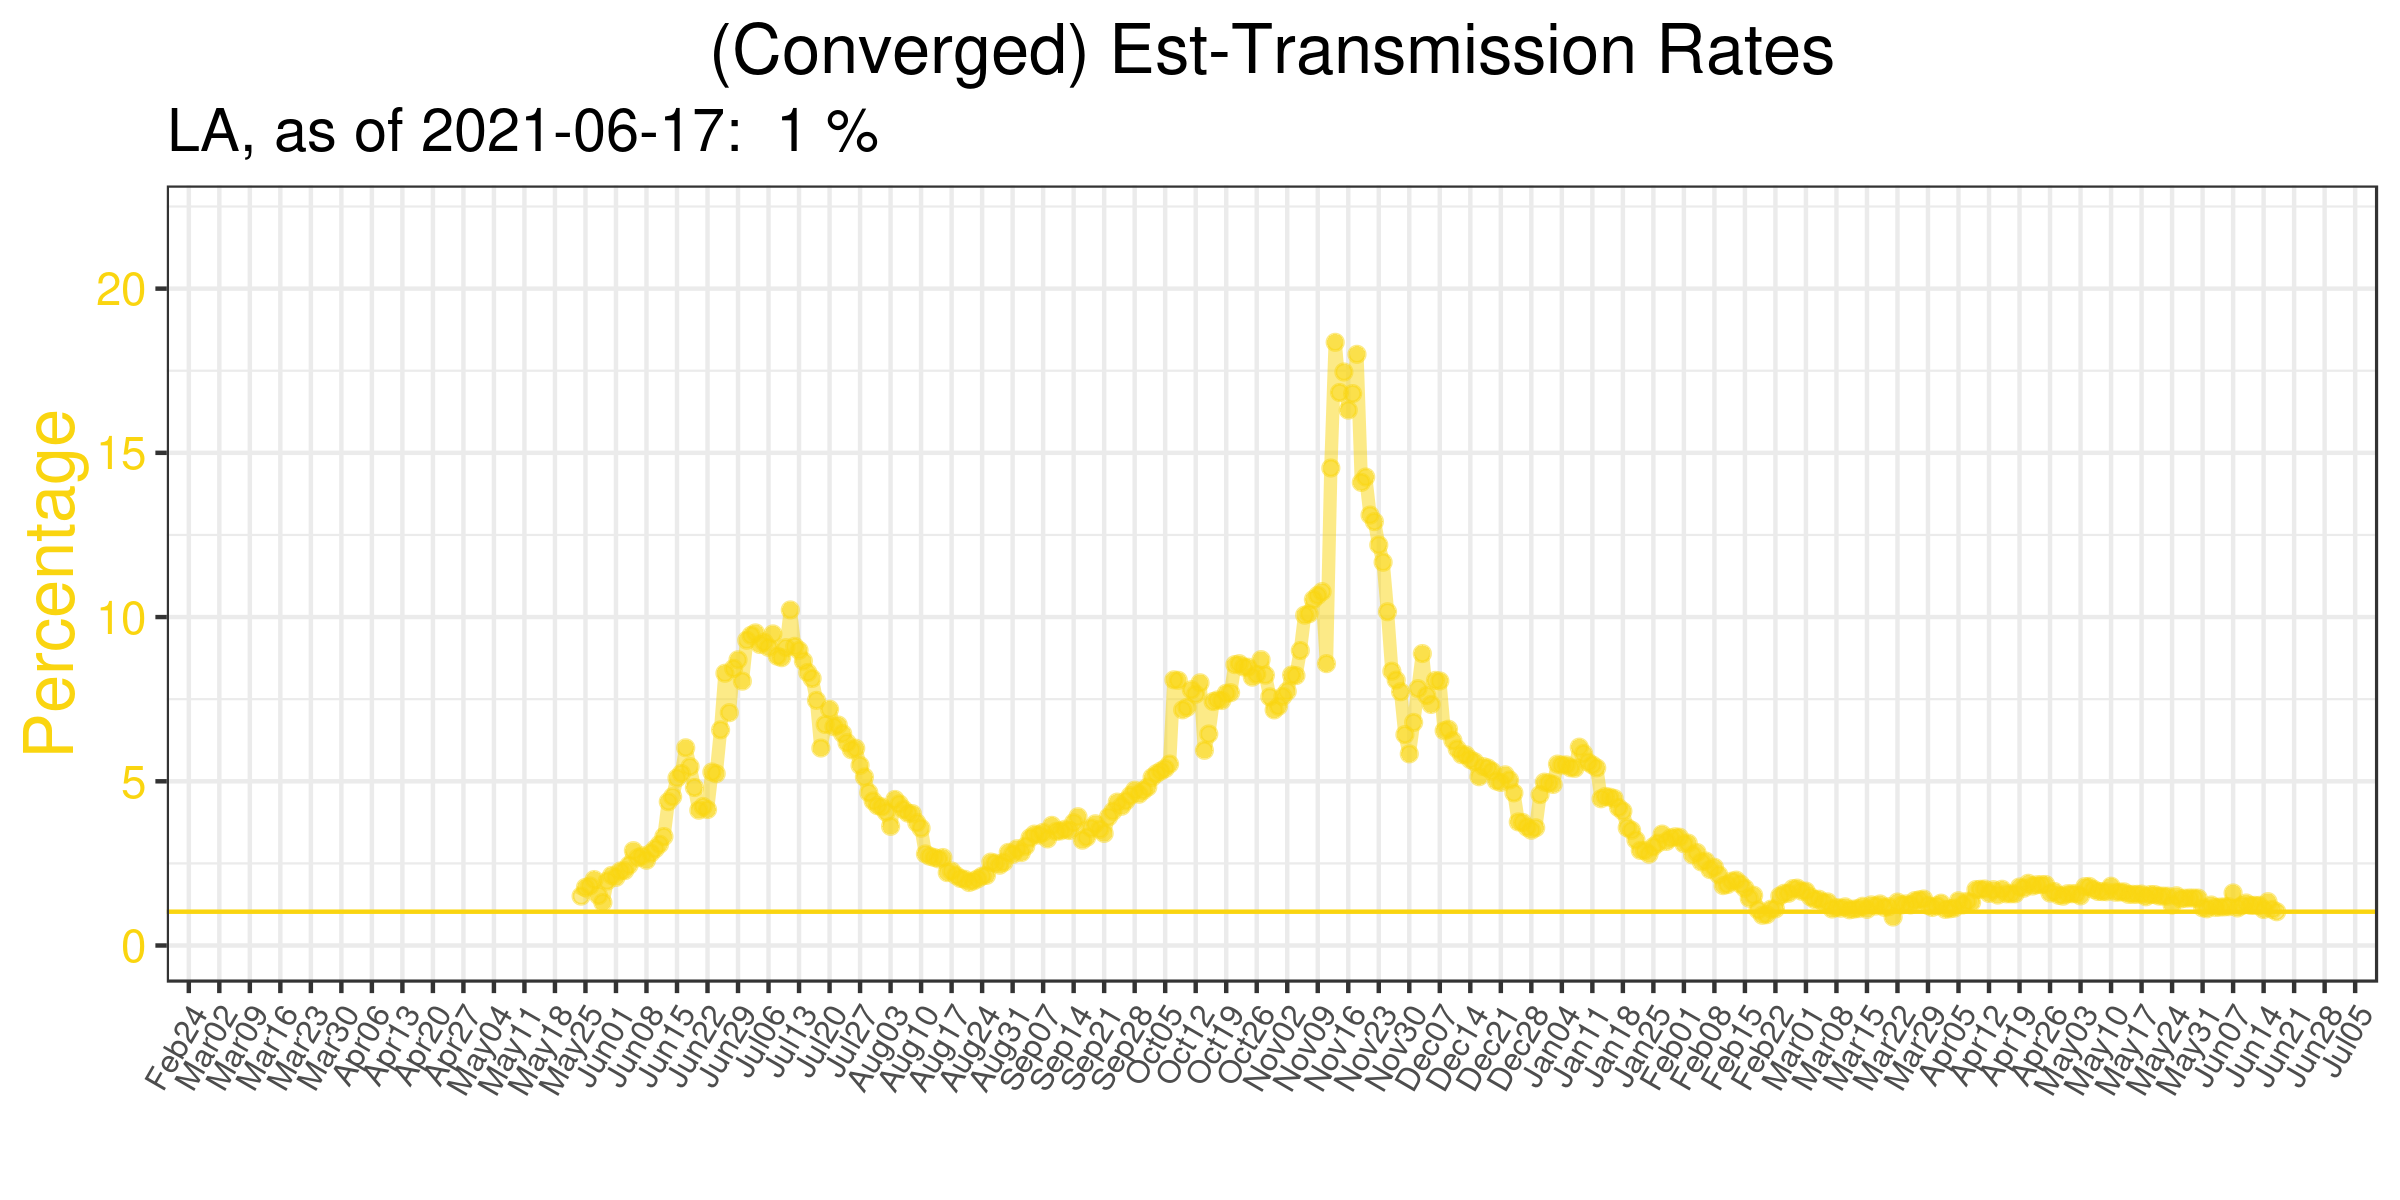 (Converged) Est-Transmission Rates
LA, as of 2021-06-17:  1 %
Percentage
20
15
10
5
0
Feb24
Mar02
Mar09
Mar16
Mar23
Mar30
Apr06
Apr13
Apr20
Apr27
May04
May11
May18
May25
Jun01
Jun08
Jun15
Jun22
Jun29
Jul06
Jul13
Jul20
Jul27
Aug03
Aug10
Aug17
Aug24
Aug31
Sep07
Sep14
Sep21
Sep28
Oct05
Oct12
Oct19
Oct26
Nov02
Nov09
Nov16
Nov23
Nov30
Dec07
Dec14
Dec21
Dec28
Jan04
Jan11
Jan18
Jan25
Feb01
Feb08
Feb15
Feb22
Mar01
Mar08
Mar15
Mar22
Mar29
Apr05
Apr12
Apr19
Apr26
May03
May10
May17
May24
May31
Jun07
Jun14
Jun21
Jun28
Jul05